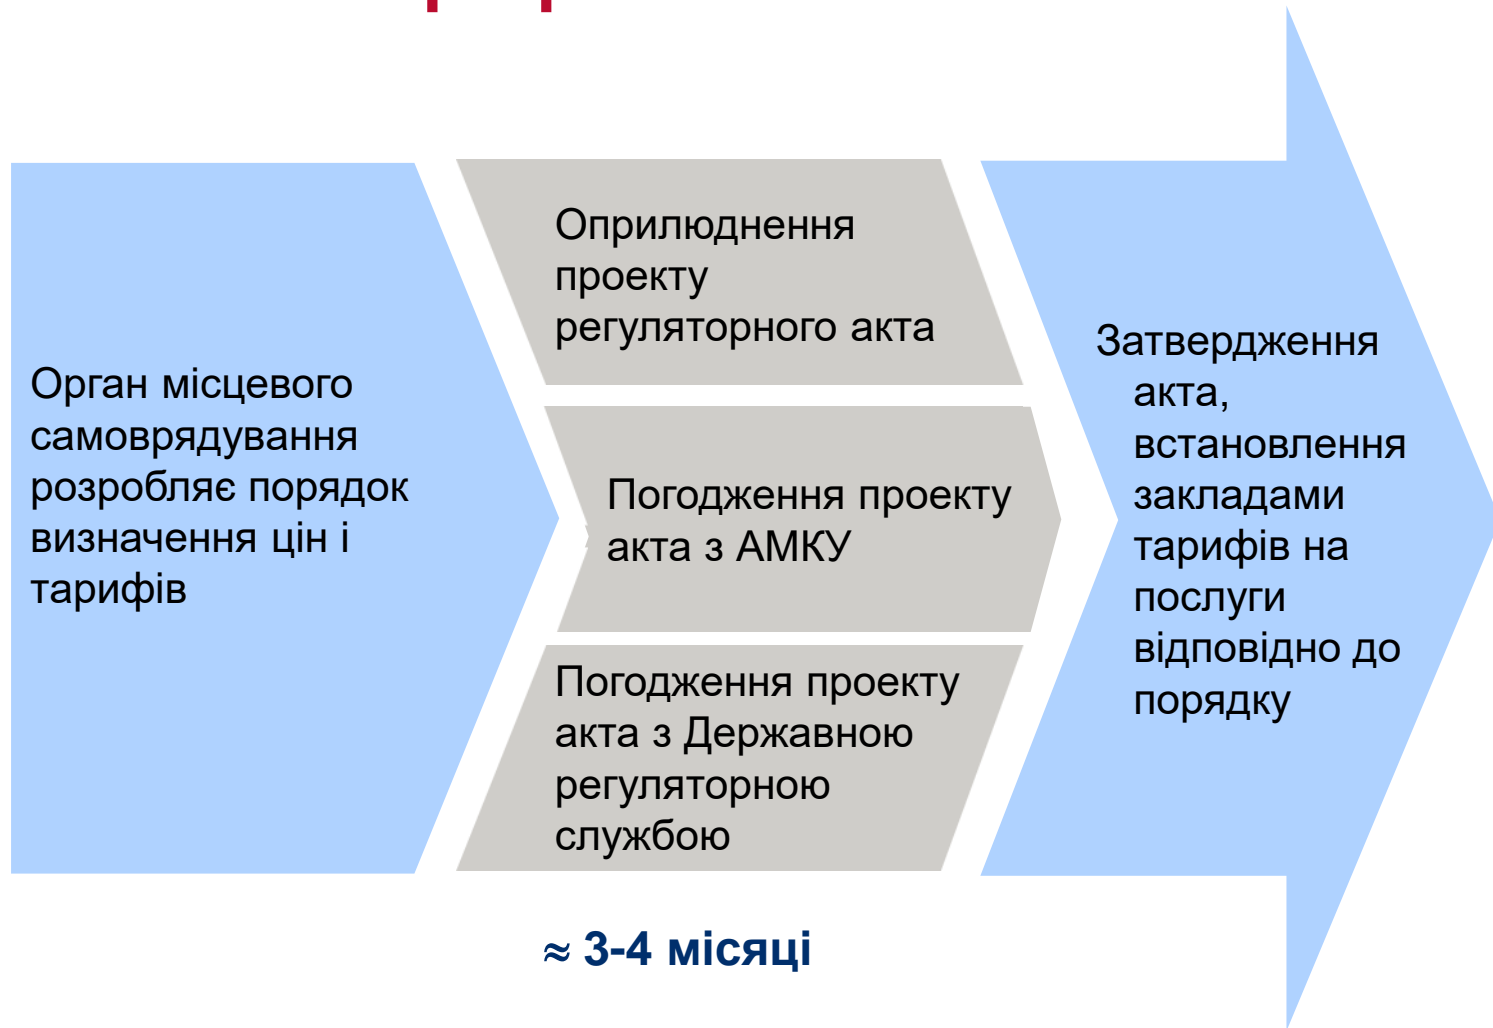 Орган місцевого
самоврядування
розробляє порядок
визначення цін і
тарифів
Оприлюднення
проекту
регуляторного акта
Погодження проекту
акта з АМКУ
Погодження проекту
акта з Державною
регуляторною
службою
Затвердження
акта,
встановлення
закладами
тарифів на
послуги
відповідно до
порядку
≈ 3-4 місяці